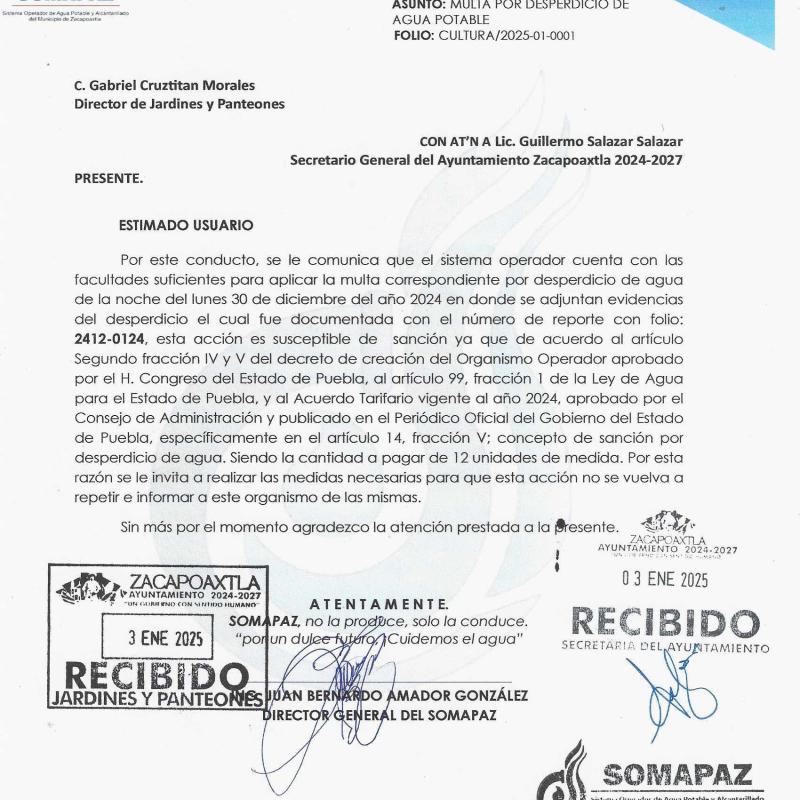 SOMAPAZ
Sistema Operador de Agua Potable y Alcantarillado
del Municipio de Zacapoaxtla
ASUNTO: MULTA POR DESPERDICIO DE
AGUA POTABLE
FOLIO: CULTURA/2025-01-0001
C. Gabriel Cruztitan Morales
Director de Jardines y Panteones
CON AT’N A Lic. Guillermo Salazar Salazar
Secretario General del Ayuntamiento Zacapoaxtla 2024-2027
PRESENTE.
ESTIMADO USUARIO
Por este conducto, se le comunica que el sistema operador cuenta con las
facultades suficientes para aplicar la multa correspondiente por desperdicio de agua
de la noche del lunes 30 de diciembre del año 2024 en donde se adjuntan evidencias
del desperdicio el cual fue documentada con el número de reporte con folio:
2412-0124, esta acción es susceptible de sanción ya que de acuerdo al artículo
Segundo fracción IV y V del decreto de creación del Organismo Operador aprobado
por el H. Congreso del Estado de Puebla, al artículo 99, fracción 1 de la Ley de Agua
para el Estado de Puebla, y al Acuerdo Tarifario vigente al año 2024, aprobado por el
Consejo de Administración y publicado en el Periódico Oficial del Gobierno del Estado
de Puebla, específicamente en el artículo 14, fracción V; concepto de sanción por
desperdicio de agua. Siendo la cantidad a pagar de 12 unidades de medida. Por esta
razón se le invita a realizar las medidas necesarias para que esta acción no se vuelva a
repetir e informar a este organismo de las mismas.
Sin más por el momento agradezco la atención prestada a la presente.
ZACAPOAXTLA
AYUNTAMIENTO 2024-2027
"UN GOBIERNO CON SENTIDO HUMANO"
03 ENE 2025
RECIBIDO
SECRETARIA DEL AYUNTAMIENTO
ZACAPOAXTLA
AYUNTAMIENTO 2024-2027
"UN GOBIERNO CON SENTIDO HUMANO"
3 ENE 2025
RECIBIDO
JARDINES Y PANTEONES
ATENTAMENTE.
SOMAPAZ, no la produce, solo la conduce.
“por un dulce futuro, ¡Cuidemos el agua”
JUAN BERNARDO AMADOR GONZÁLEZ
DIRECTOR GENERAL DEL SOMAPAZ
SOMAPAZ
Sistema Operador de Agua Potable y Alcantarillado